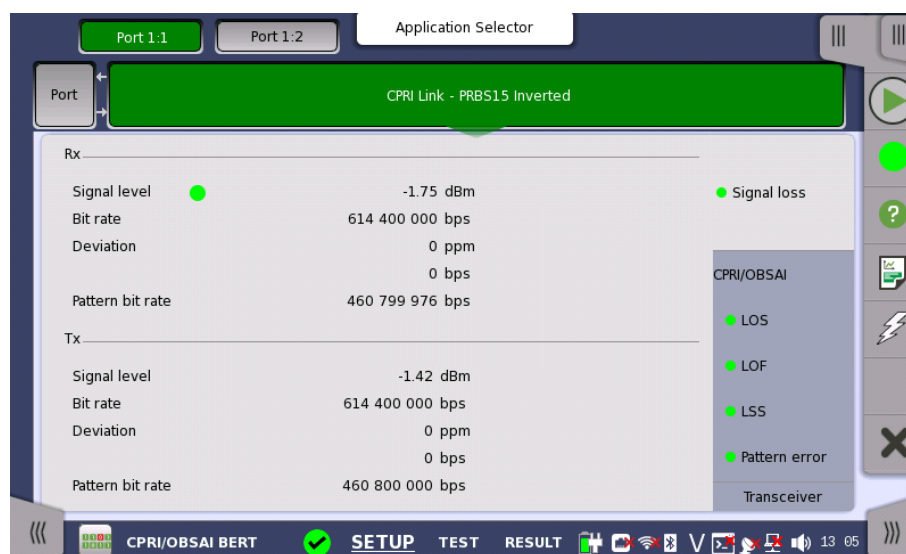 Port 1:1
Port 1:2
Application Selector
Port
CPRI Link - PRBS15 Inverted
Rx
Signal level -1.75 dBm
Signal loss
Bit rate 614 400 000 bps
Deviation 0 ppm
0 bps
CPRI/OBSAI
Pattern bit rate 460 799 976 bps
LOS
Tx
LOF
Signal level -1.42 dBm
Bit rate 614 400 000 bps
LSS
Deviation 0 ppm
0 bps
Pattern error
Pattern bit rate 460 800 000 bps
Transceiver
CPRI/OBSAI BERT SETUP TEST RESULT 13 05